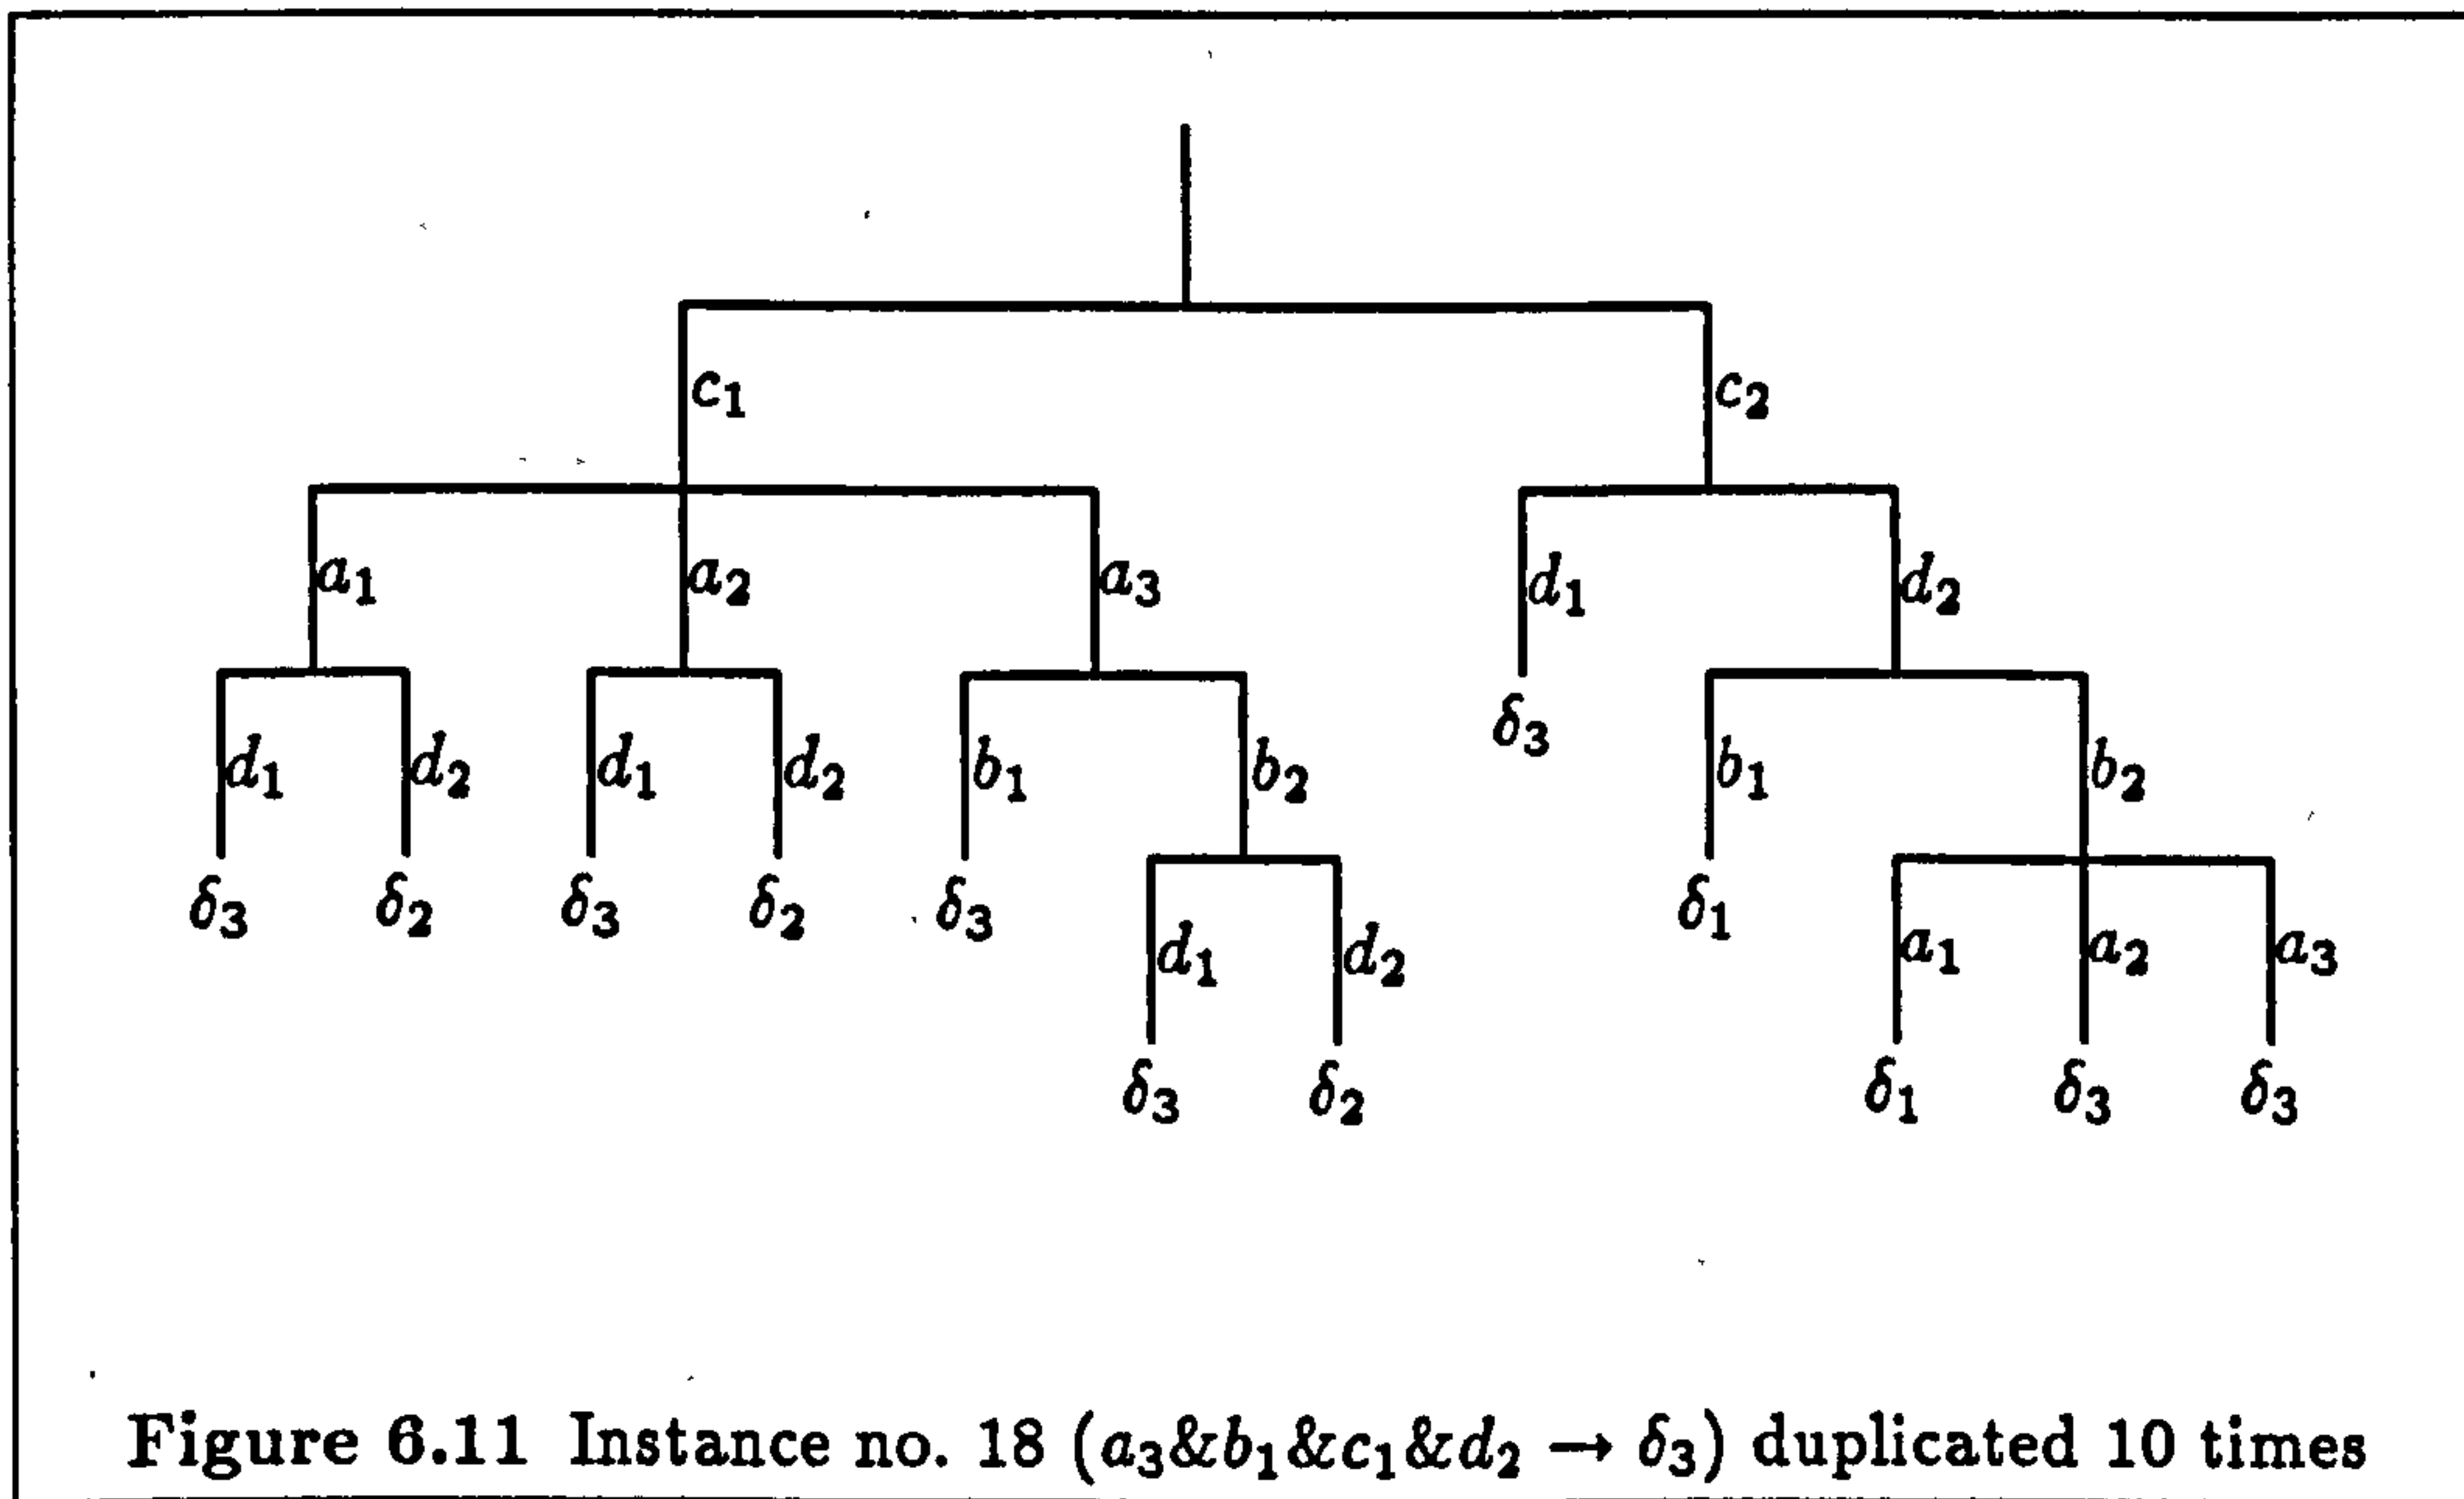 c₁ c₂
a₁ a₂ a₃ d₁ d₂
δ₃
d₁ d₂ d₁ d₂ b₁ b₂ b₁ b₂
δ₃ δ₂ δ₃ δ₂ δ₃ δ₁
d₁ d₂ a₁ a₂ a₃
δ₃ δ₂ δ₁ δ₃ δ₃
Figure 6.11 Instance no. 18 (a₃&b₁&c₁&d₂ → δ₃) duplicated 10 times